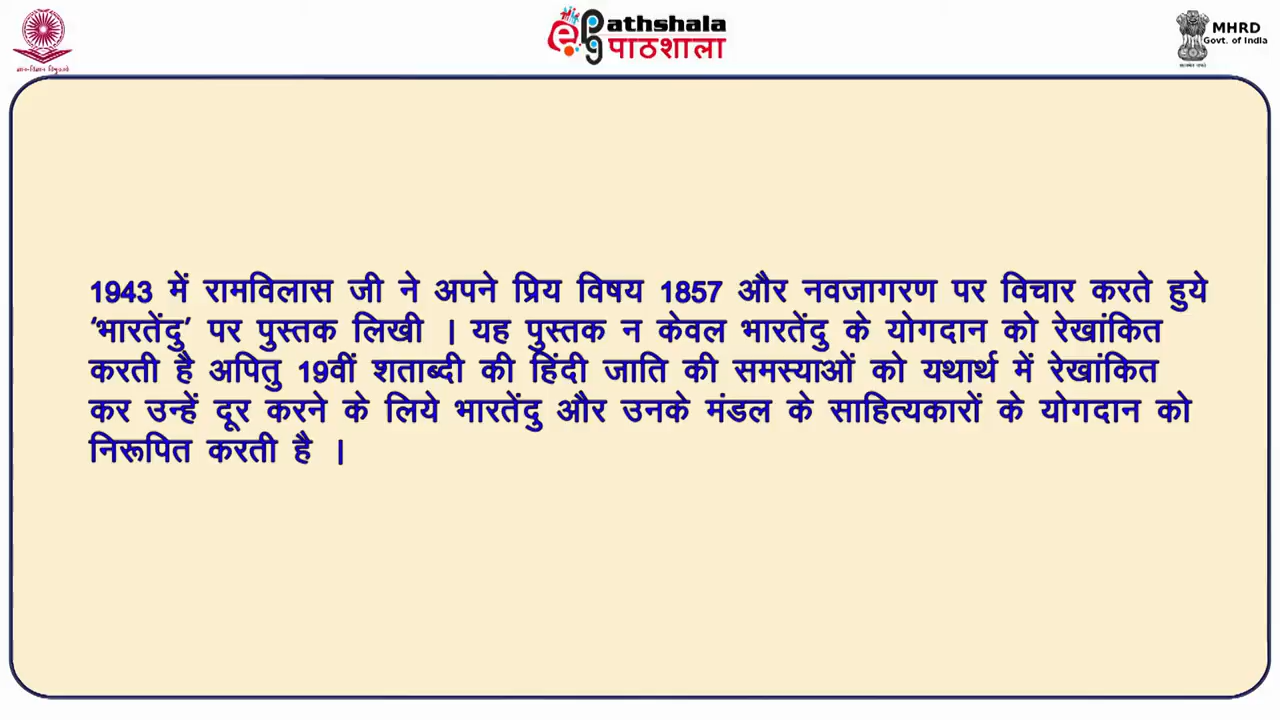 ePathshala
पाठशाला
MHRD
Govt. of India
1943 में रामविलास जी ने अपने प्रिय विषय 1857 और नवजागरण पर विचार करते हुये
‘भारतेंदु’ पर पुस्तक लिखी । यह पुस्तक न केवल भारतेंदु के योगदान को रेखांकित
करती है अपितु 19वीं शताब्दी की हिंदी जाति की समस्याओं को यथार्थ में रेखांकित
कर उन्हें दूर करने के लिये भारतेंदु और उनके मंडल के साहित्यकारों के योगदान को
निरूपित करती है ।